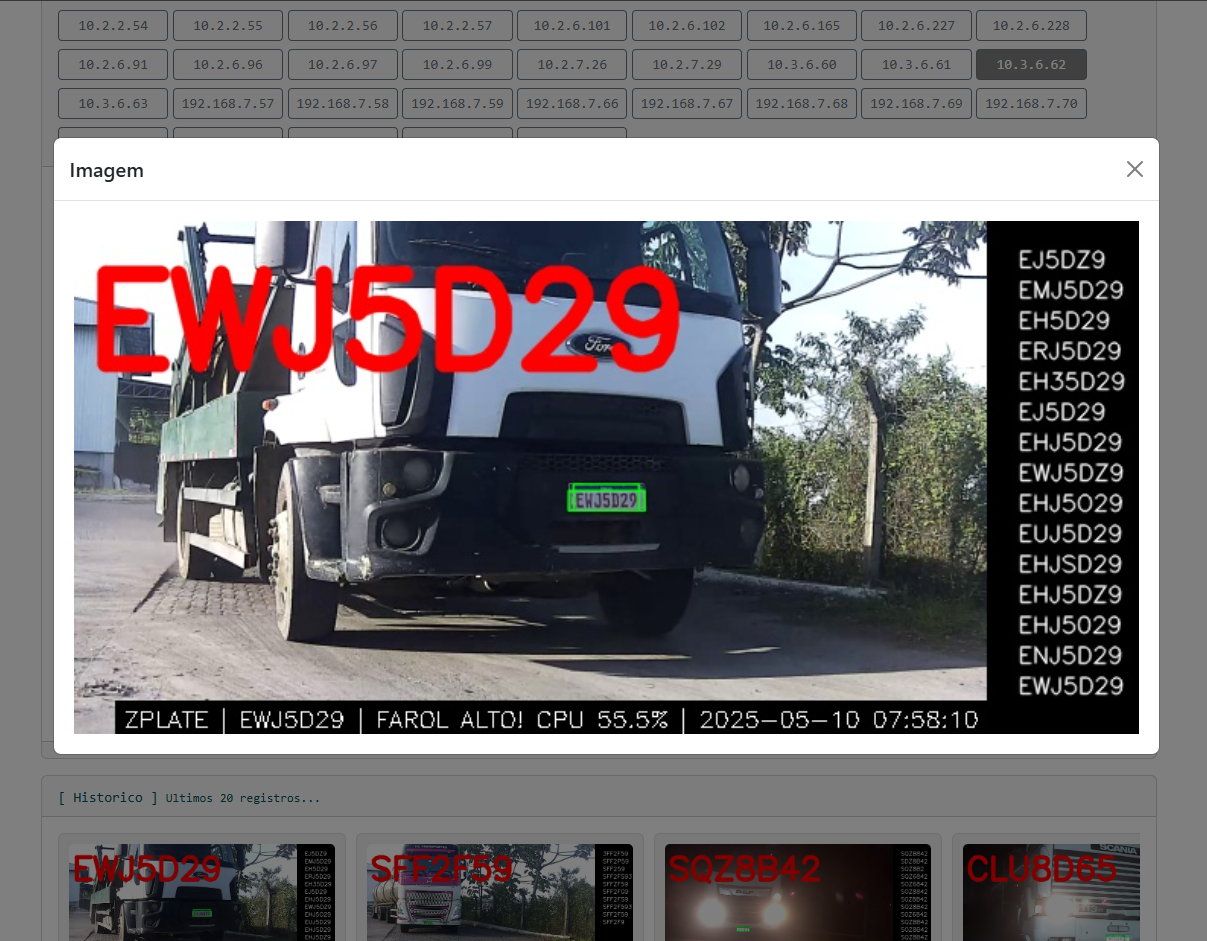 10.2.2.54 10.2.2.55 10.2.2.56 10.2.2.57 10.2.6.101 10.2.6.102 10.2.6.165 10.2.6.227 10.2.6.228
10.2.6.91 10.2.6.96 10.2.6.97 10.2.6.99 10.2.7.26 10.2.7.29 10.3.6.60 10.3.6.61 10.3.6.62
10.3.6.63 192.168.7.57 192.168.7.58 192.168.7.59 192.168.7.66 192.168.7.67 192.168.7.68 192.168.7.69 192.168.7.70
Imagem
EWJ5D29
Ford
EWJ5D29
EJ5DZ9
EMJ5D29
EH5D29
ERJ5D29
EH35D29
EJ5D29
EHJ5D29
EWJ5DZ9
EHJ5O29
EUJ5D29
EHJSD29
EHJ5DZ9
EHJ5029
ENJ5D29
EWJ5D29
ZPLATE | EWJ5D29 | FAROL ALTO! CPU 55.5% | 2025-05-10 07:58:10
[ Historico ] Ultimos 20 registros...
EWJ5D29
SFF2F59
SQZ8B42
SCANIA
CLU8D65